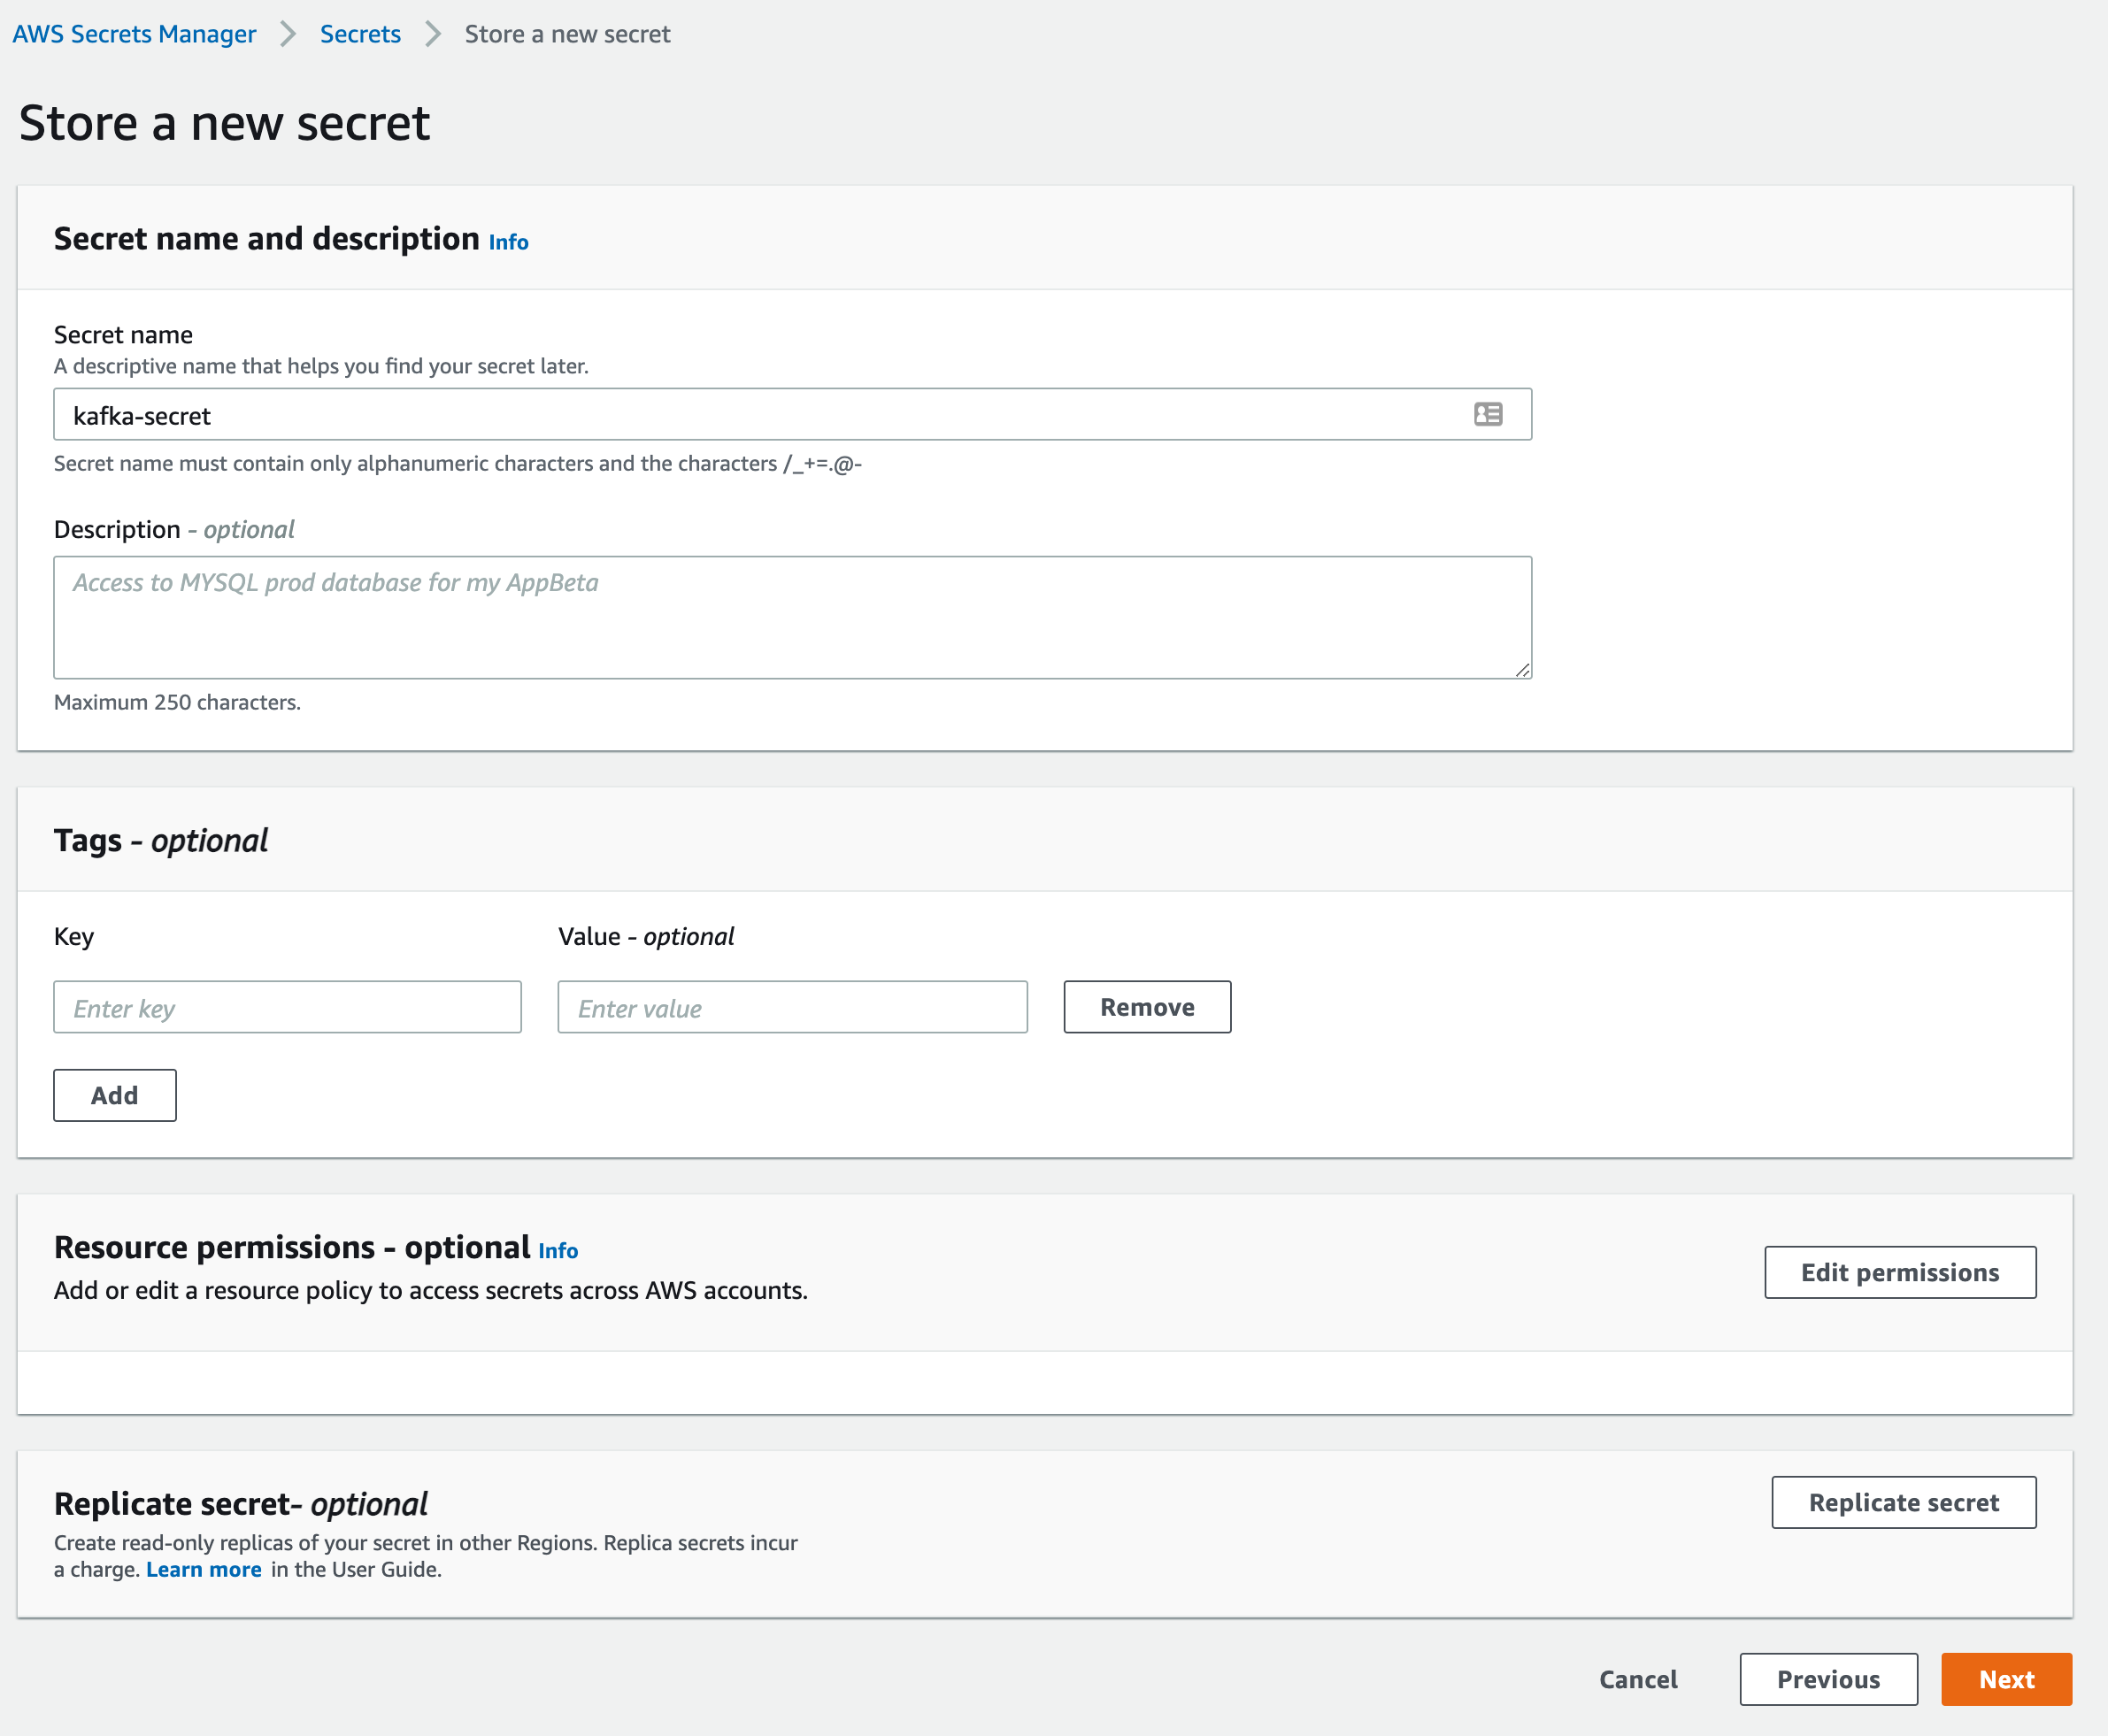 AWS Secrets Manager > Secrets > Store a new secret
Store a new secret
Secret name and description Info
Secret name
A descriptive name that helps you find your secret later.
kafka-secret
Secret name must contain only alphanumeric characters and the characters /_+=.@-
Description - optional
Access to MYSQL prod database for my AppBeta
Maximum 250 characters.
Tags - optional
Key Value - optional
Enter key Enter value Remove
Add
Resource permissions - optional Info
Add or edit a resource policy to access secrets across AWS accounts.
Edit permissions
Replicate secret- optional
Create read-only replicas of your secret in other Regions. Replica secrets incur
a charge. Learn more in the User Guide.
Replicate secret
Cancel Previous Next